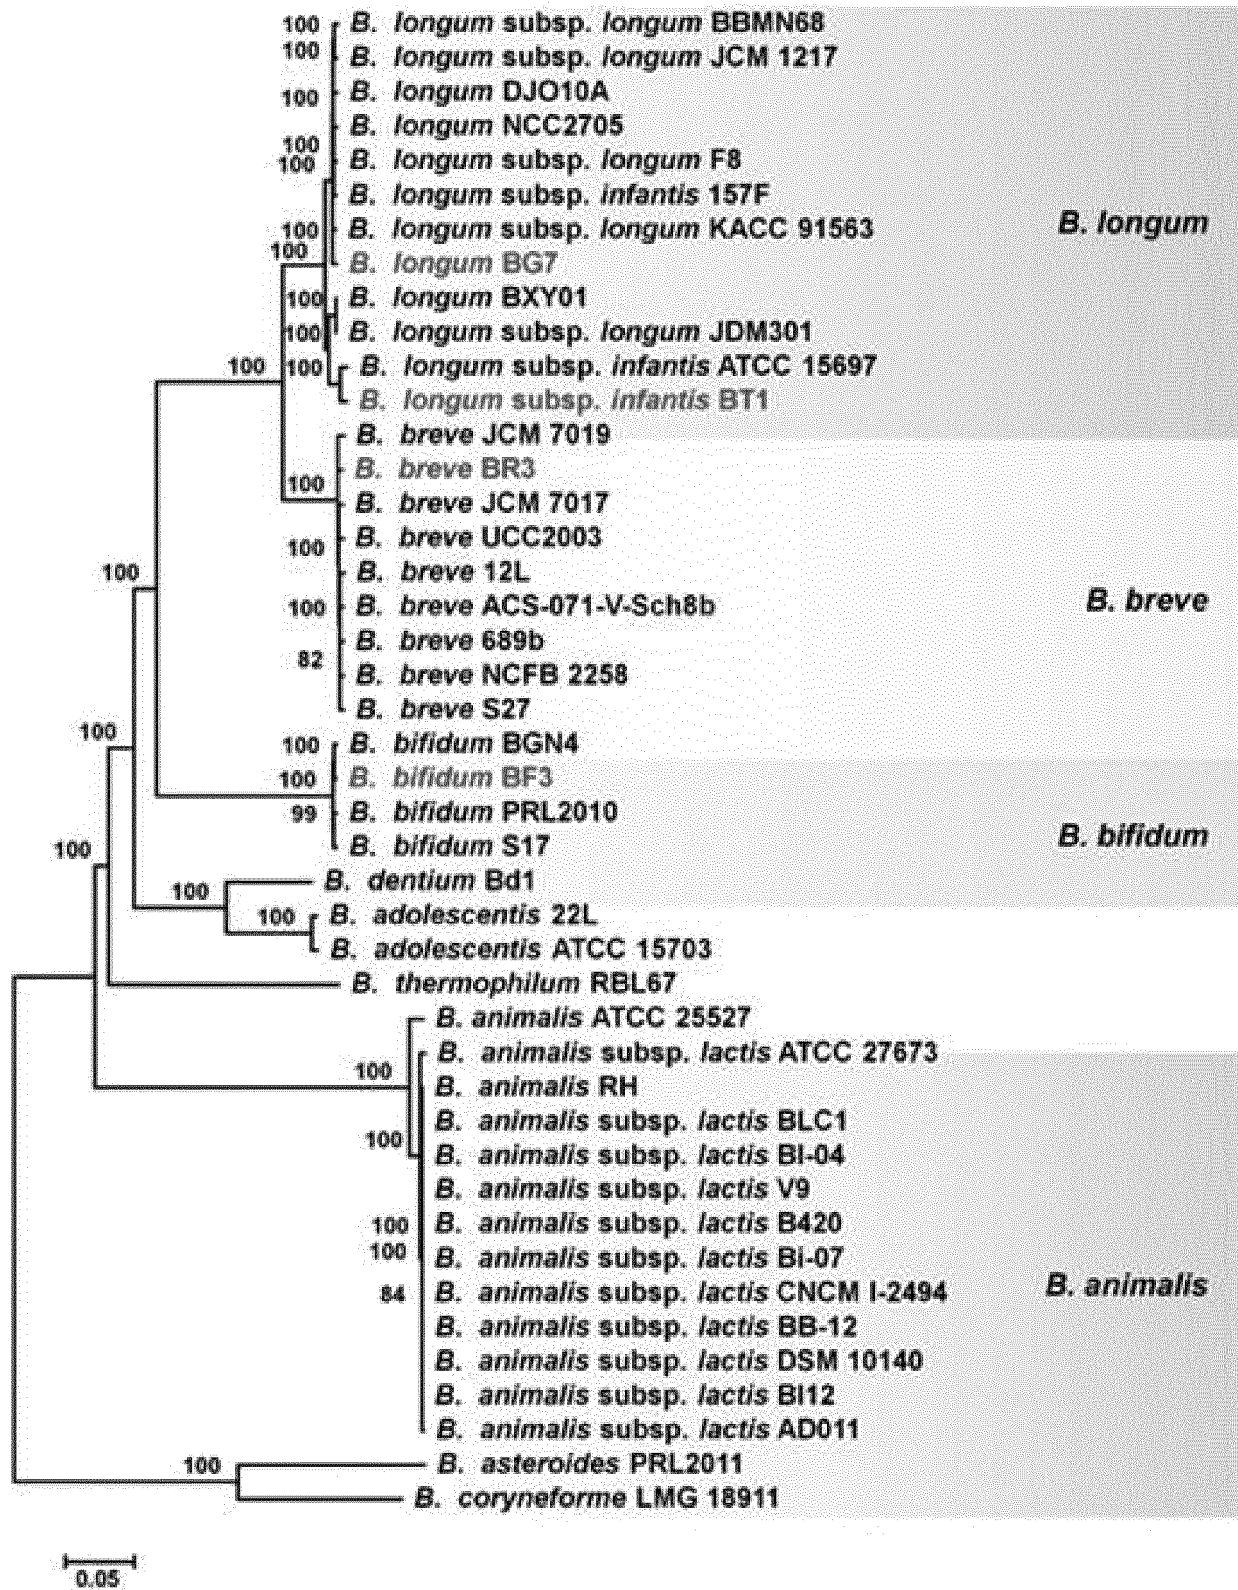 100 B. longum subsp. longum BBMN68
100 B. longum subsp. longum JCM 1217
100 B. longum DJO10A
B. longum NCC2705
100
100 B. longum subsp. longum F8
B. longum subsp. infantis 157F
100 B. longum subsp. longum KACC 91563
B. longum
100 B. longum BG7
100 B. longum BXY01
100 B. longum subsp. longum JDM301
100 100 B. longum subsp. infantis ATCC 15697
B. longum subsp. infantis BT1
B. breve JCM 7019
B. breve BR3
100 B. breve JCM 7017
100 B. breve UCC2003
100 B. breve 12L
100 B. breve ACS-071-V-Sch8b
B. breve
B. breve 689b
82 B. breve NCFB 2258
B. breve S27
100
100 B. bifidum BGN4
100 B. bifidum BF3
99 B. bifidum PRL2010
B. bifidum
B. bifidum S17
100
100 B. dentium Bd1
100 B. adolescentis 22L
B. adolescentis ATCC 15703
B. thermophilum RBL67
B. animalis ATCC 25527
B. animalis subsp. lactis ATCC 27673
100 B. animalis RH
B. animalis subsp. lactis BLC1
100 B. animalis subsp. lactis BI-04
B. animalis subsp. lactis V9
100 B. animalis subsp. lactis B420
100 B. animalis subsp. lactis Bi-07
84 B. animalis subsp. lactis CNCM I-2494
B. animalis
B. animalis subsp. lactis BB-12
B. animalis subsp. lactis DSM 10140
B. animalis subsp. lactis BI12
B. animalis subsp. lactis AD011
100 B. asteroides PRL2011
B. coryneforme LMG 18911
0.05